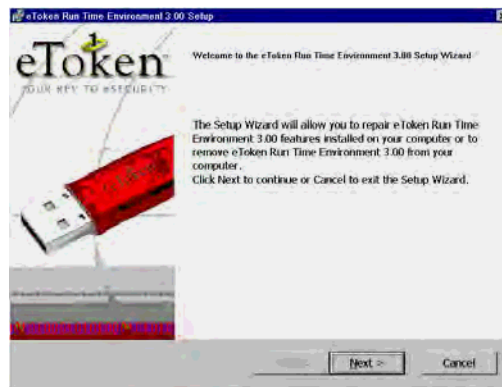 eToken Run Time Environment 3.00 Setup
eToken
YOUR KEY TO eSECURITY
Welcome to the eToken Run Time Environment 3.00 Setup Wizard
The Setup Wizard will allow you to repair eToken Run Time
Environment 3.00 features installed on your computer or to
remove eToken Run Time Environment 3.00 from your
computer.
Click Next to continue or Cancel to exit the Setup Wizard.
Next >
Cancel